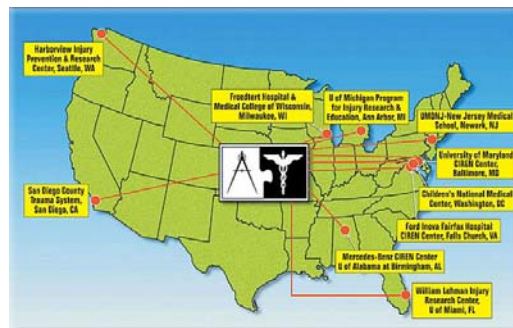 Harborview Injury
Prevention & Research
Center, Seattle, WA
Froedtert Hospital &
Medical College of Wisconsin,
Milwaukee, WI
U of Michigan Program
for Injury Research &
Education, Ann Arbor, MI
UMDNJ-New Jersey Medical
School, Newark, NJ
University of Maryland
CIREN Center,
Baltimore, MD
Children's National Medical
Center, Washington, DC
San Diego County
Trauma System,
San Diego, CA
Ford Inova Fairfax Hospital
CIREN Center, Falls Church, VA
Mercedes-Benz CIREN Center
U of Alabama at Birmingham, AL
William Lehman Injury
Research Center,
U of Miami, FL